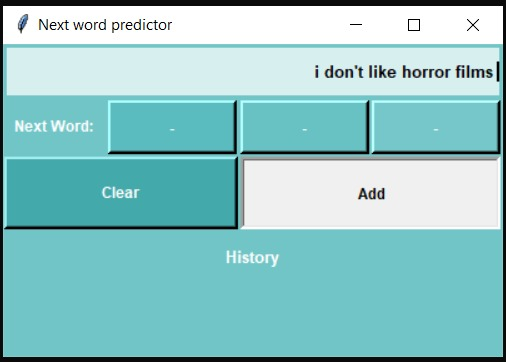 Next word predictor
i don't like horror films
Next Word: - - -
Clear Add
History